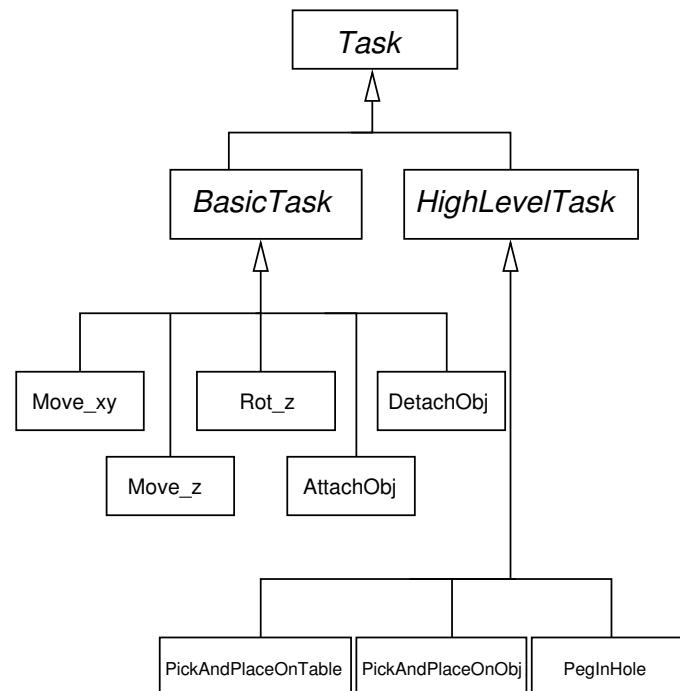 Task
BasicTask
HighLevelTask
Move_xy
Rot_z
DetachObj
Move_z
AttachObj
PickAndPlaceOnTable
PickAndPlaceOnObj
PegInHole